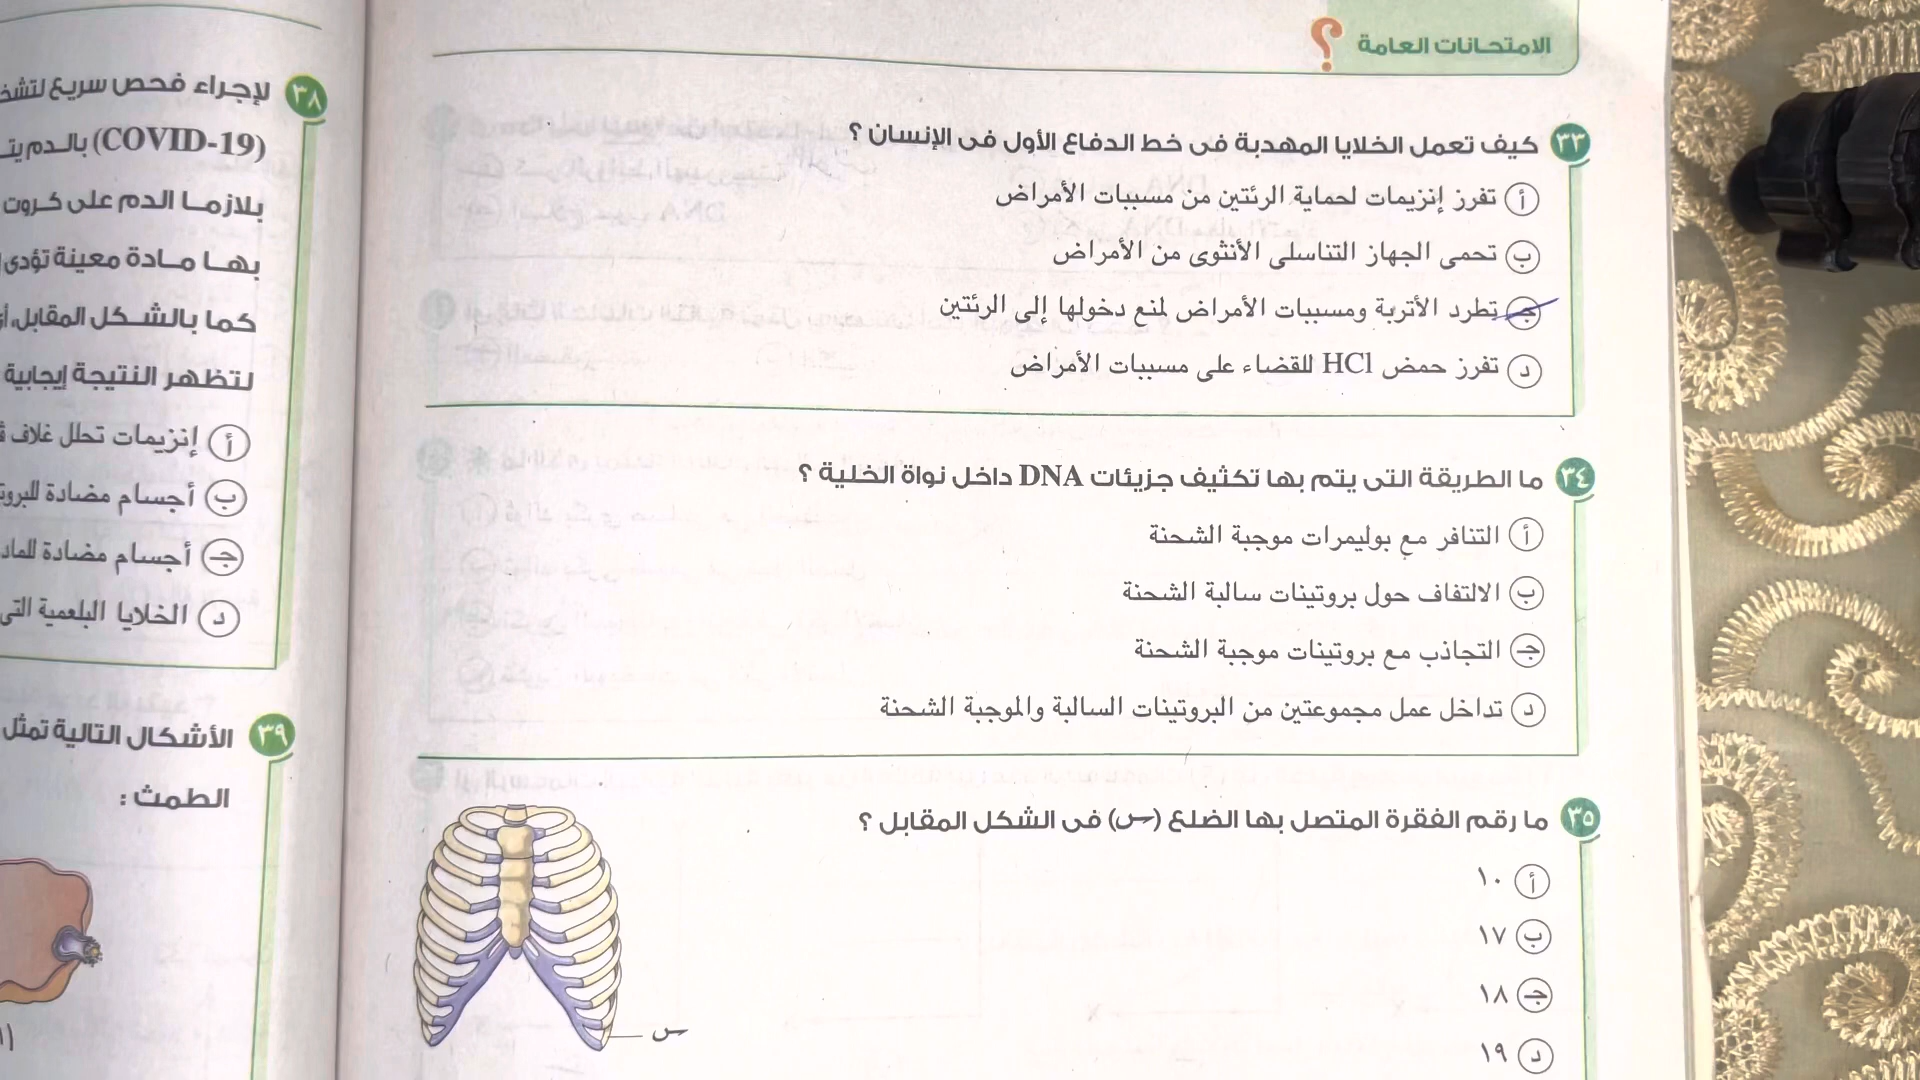 الامتحانات العامة ؟
٣٣ كيف تعمل الخلايا المهدبة فى خط الدفاع الأول فى الإنسان ؟
أ تفرز إنزيمات لحماية الرئتين من مسببات الأمراض
ب تحمى الجهاز التناسلى الأنثوى من الأمراض
جـ تطرد الأتربة ومسببات الأمراض لمنع دخولها إلى الرئتين
د تفرز حمض HCl للقضاء على مسببات الأمراض
٣٤ ما الطريقة التى يتم بها تكثيف جزيئات DNA داخل نواة الخلية ؟
أ التنافر مع بوليمرات موجبة الشحنة
ب الالتفاف حول بروتينات سالبة الشحنة
جـ التجاذب مع بروتينات موجبة الشحنة
د تداخل عمل مجموعتين من البروتينات السالبة والموجبة الشحنة
٣٥ ما رقم الفقرة المتصل بها الضلع (س) فى الشكل المقابل ؟
أ ١٠
ب ١٧
جـ ١٨
د ١٩
س
٣٨ لإجراء فحص سريع
(COVID-19) بالدم
بلازما الدم على كروت
بها مادة معينة تؤدى
كما بالشكل المقابل،
لتظهر النتيجة إيجابية
أ إنزيمات تحلل غلاف
ب أجسام مضادة
جـ أجسام مضادة
د الخلايا البلعمية التى
٣٩ الأشكال التالية تمثل
الطمث :